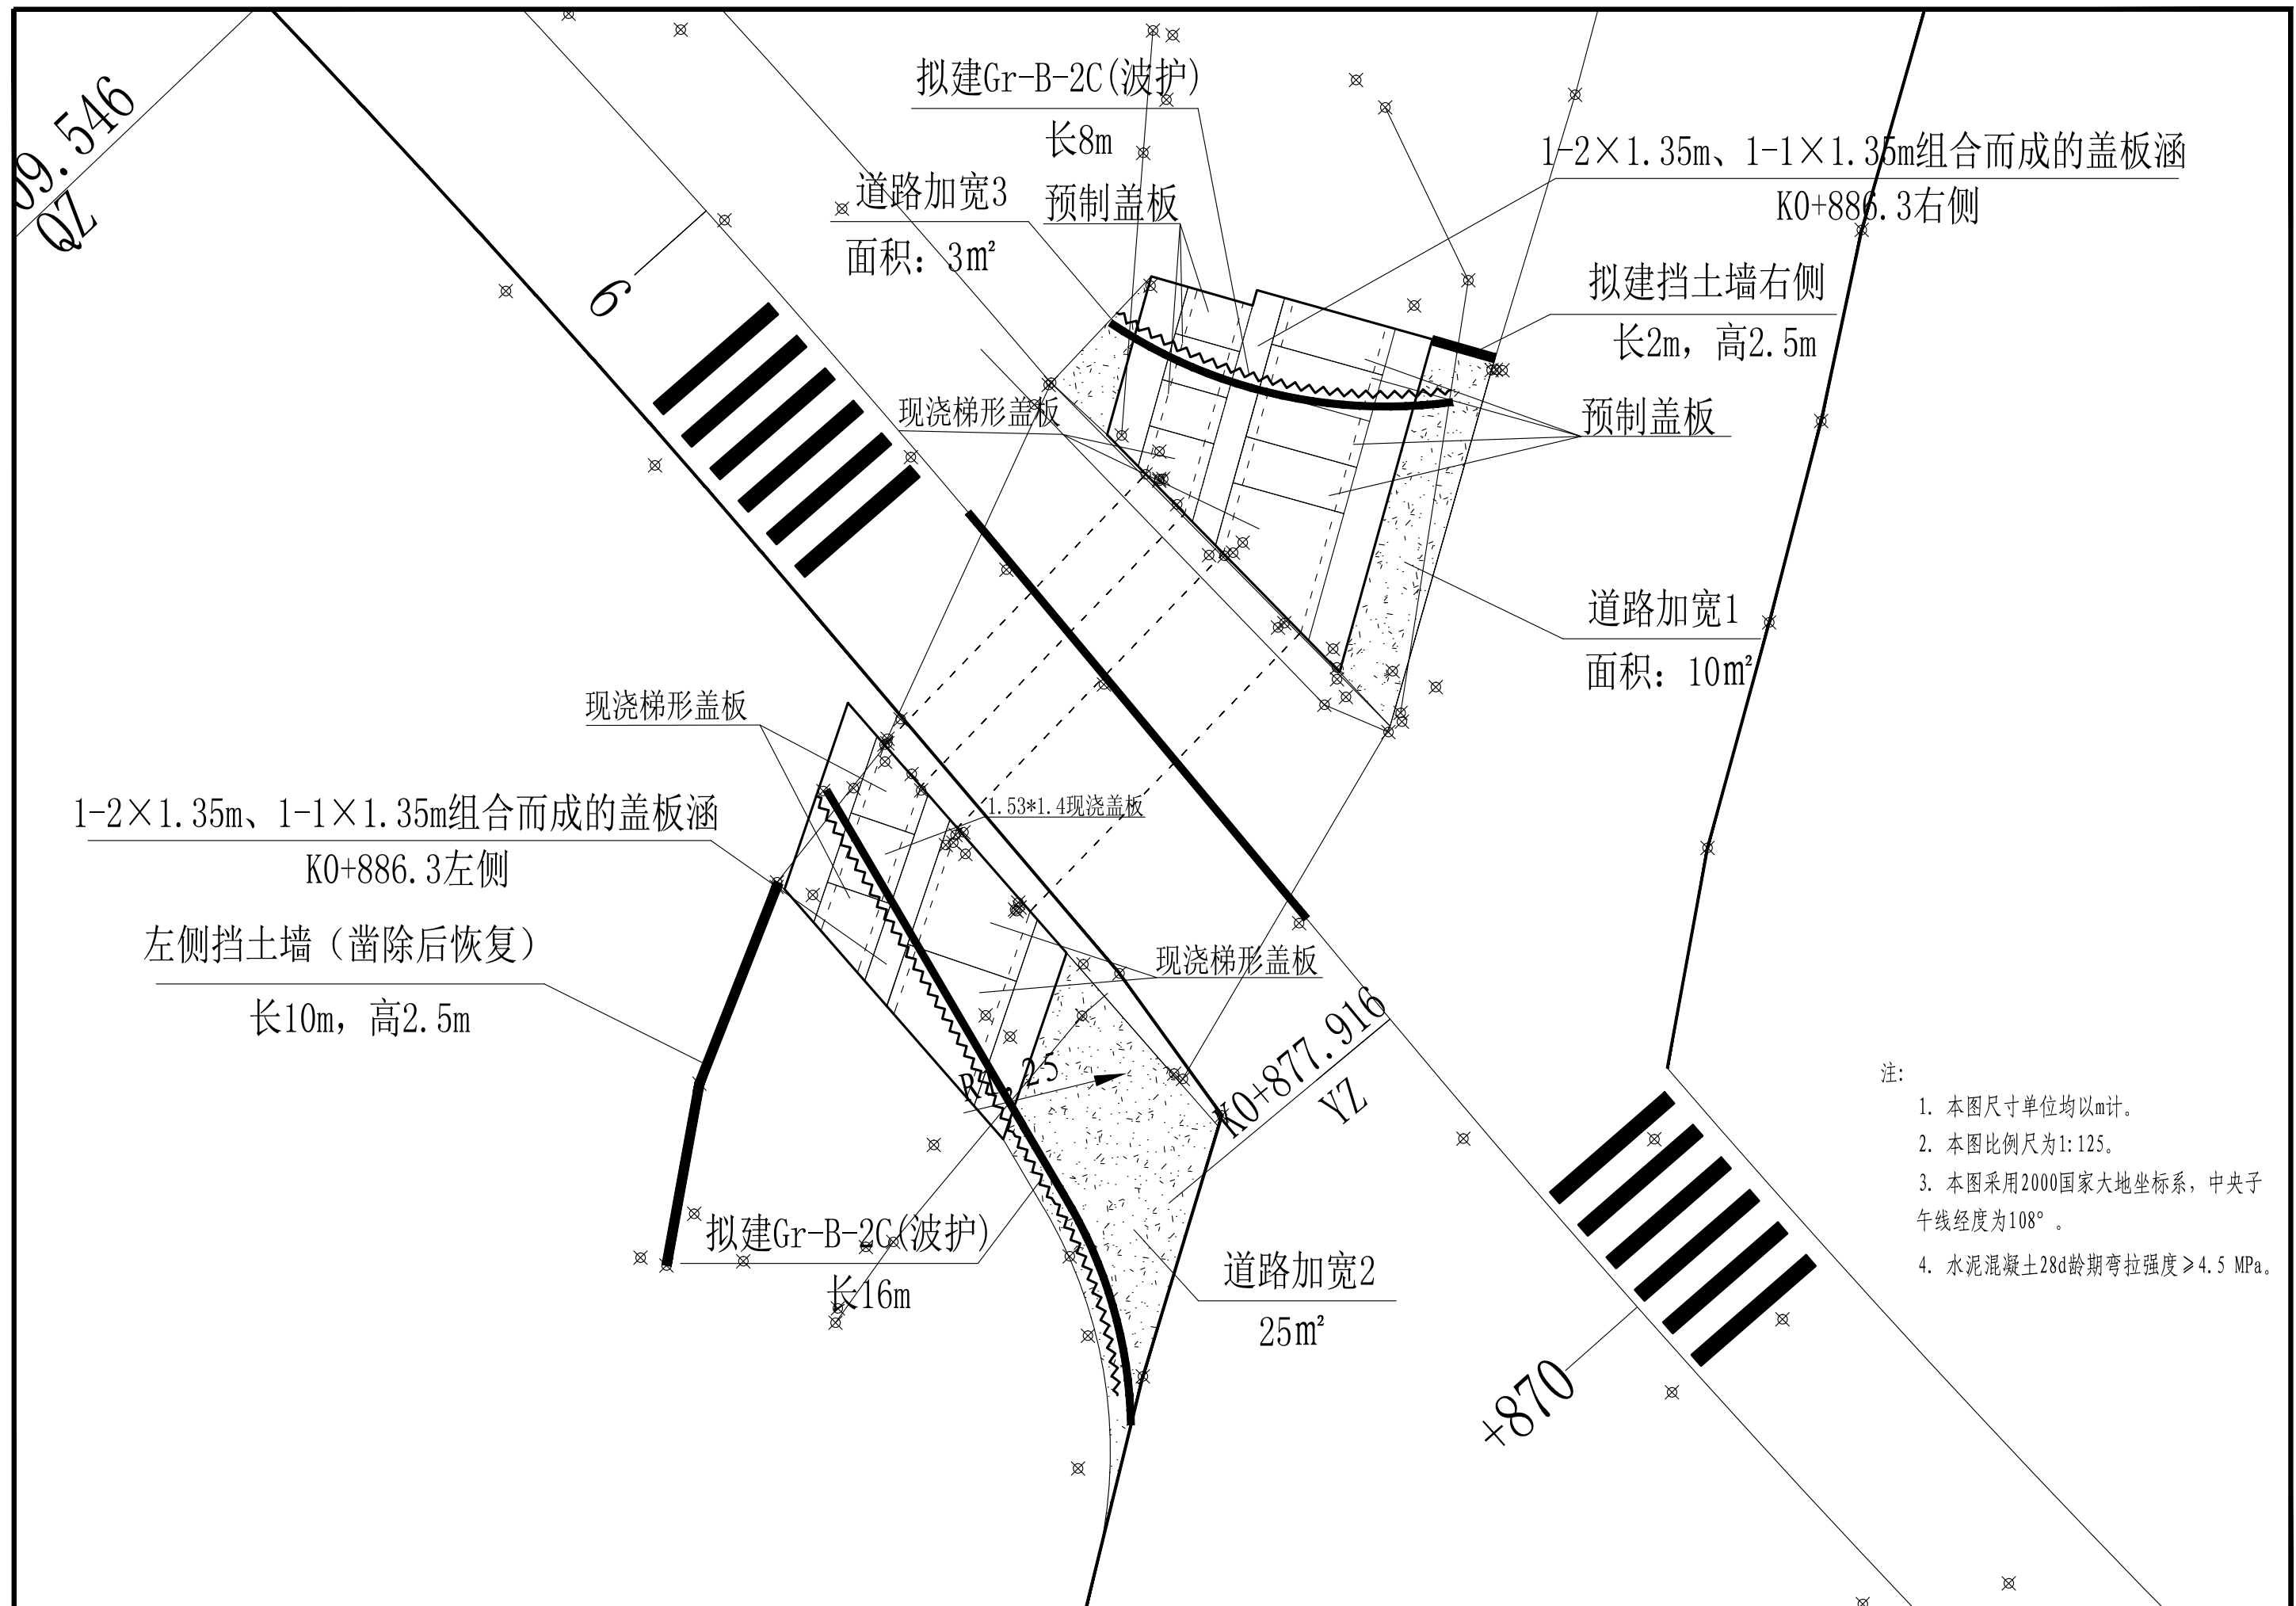 09.546
QZ
6
拟建Gr-B-2C(波护)
长8m
道路加宽3
面积：3m²
预制盖板
1-2×1.35m、1-1×1.35m组合而成的盖板涵
K0+886.3右侧
拟建挡土墙右侧
长2m，高2.5m
现浇梯形盖板
预制盖板
道路加宽1
面积：10m²
现浇梯形盖板
1.53*1.4现浇盖板
1-2×1.35m、1-1×1.35m组合而成的盖板涵
K0+886.3左侧
左侧挡土墙（凿除后恢复）
长10m，高2.5m
现浇梯形盖板
25
K0+877.916
YZ
拟建Gr-B-2C(波护)
长16m
道路加宽2
25m²
+870
注：
1. 本图尺寸单位均以m计。
2. 本图比例尺为1:125。
3. 本图采用2000国家大地坐标系，中央子
午线经度为108°。
4. 水泥混凝土28d龄期弯拉强度≥4.5 MPa。